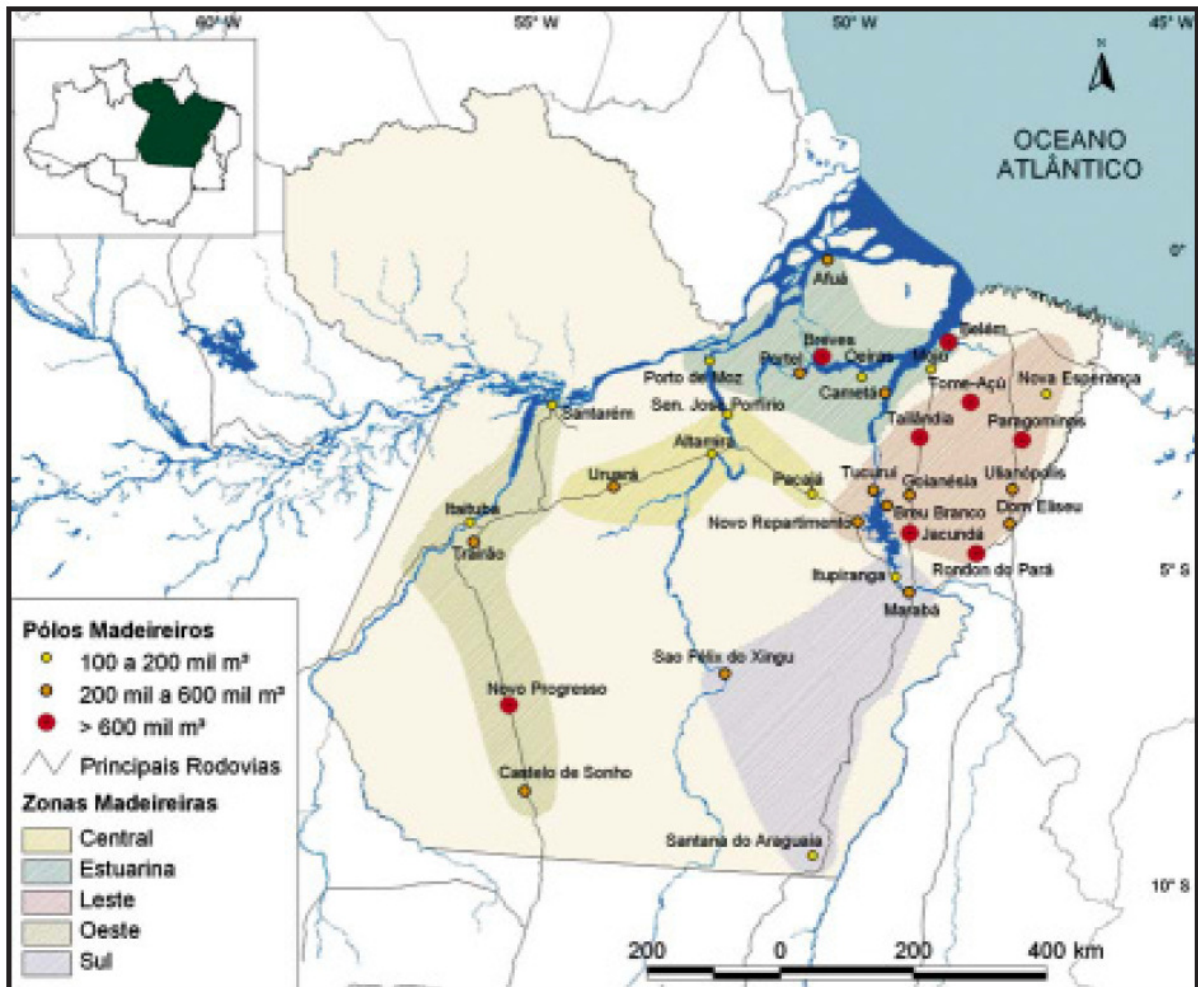 60° W
55° W
50° W
45° W
N
OCEANO
ATLÂNTICO
0°
Afuá
Belém
Breves
Portel
Oeiras
Moju
Porto de Moz
Cametá
Tome-Açú
Nova Esperança
Santarém
Sen. José Porfírio
Tailândia
Paragominas
Altamira
Uruará
Pacajá
Tucuruí
Goianésia
Ulianópolis
Itaituba
Breu Branco
Dom Eliseu
Novo Repartimento
Trairão
Jacundá
Rondon do Pará
Itupiranga
5° S
Marabá
Sao Félix do Xingu
Novo Progresso
Castelo de Sonho
Santana do Araguaia
10° S
Pólos Madeireiros
100 a 200 mil m³
200 mil a 600 mil m³
> 600 mil m³
Principais Rodovias
Zonas Madeireiras
Central
Estuarina
Leste
Oeste
Sul
200 0 200 400 km